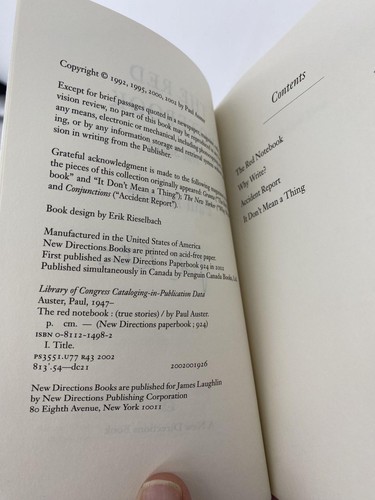 Copyright © 1992, 1995, 2000, 2002 by Paul Auster
Except for brief passages quoted in a newspaper,
vision review, no part of this book may be reproduced
any means, electronic or mechanical, including
ing, or by any information storage and retrieval
sion in writing from the Publisher.
Grateful acknowledgment is made to the following
the pieces of this collection originally appeared: Granta
book" and "It Don't Mean a Thing"); The New Yorker
and Conjunctions ("Accident Report").
Book design by Erik Rieselbach
Manufactured in the United States of America
New Directions Books are printed on acid-free paper.
First published as New Directions Paperbook 924 in 2002
Published simultaneously in Canada by Penguin Canada Books,
Library of Congress Cataloging-in-Publication Data
Auster, Paul, 1947–
The red notebook : (true stories) / by Paul Auster.
p. cm. — (New Directions paperbook ; 924)
ISBN 0-8112-1498-2
I. Title.
PS3551.U77 R43 2002
813'.54—dc21 2002001926
New Directions Books are published for James Laughlin
by New Directions Publishing Corporation
80 Eighth Avenue, New York 10011
Contents
The Red Notebook
Why Write?
Accident Report
It Don't Mean a Thing